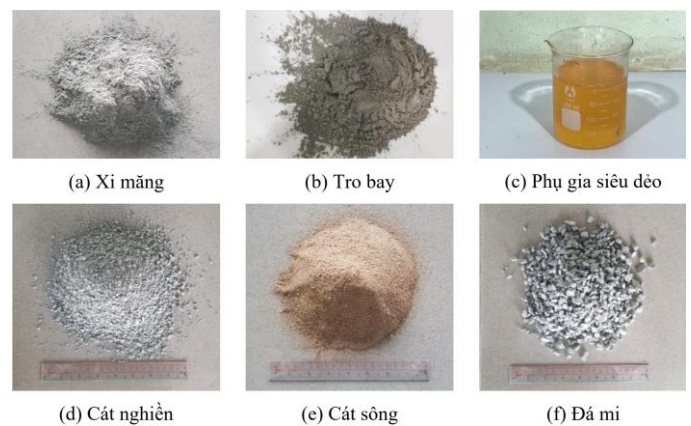 (a) Xi măng
(b) Tro bay
(c) Phụ gia siêu dẻo
(d) Cát nghiền
(e) Cát sông
(f) Đá mi